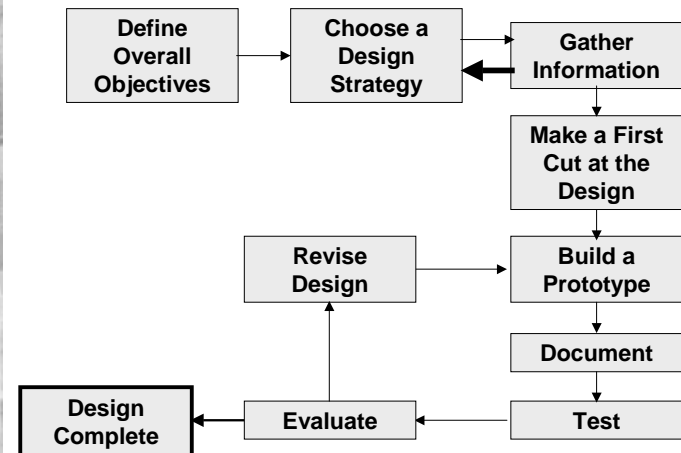 Define
Overall
Objectives
Choose a
Design
Strategy
Gather
Information
Make a First
Cut at the
Design
Revise
Design
Build a
Prototype
Document
Design
Complete
Evaluate
Test